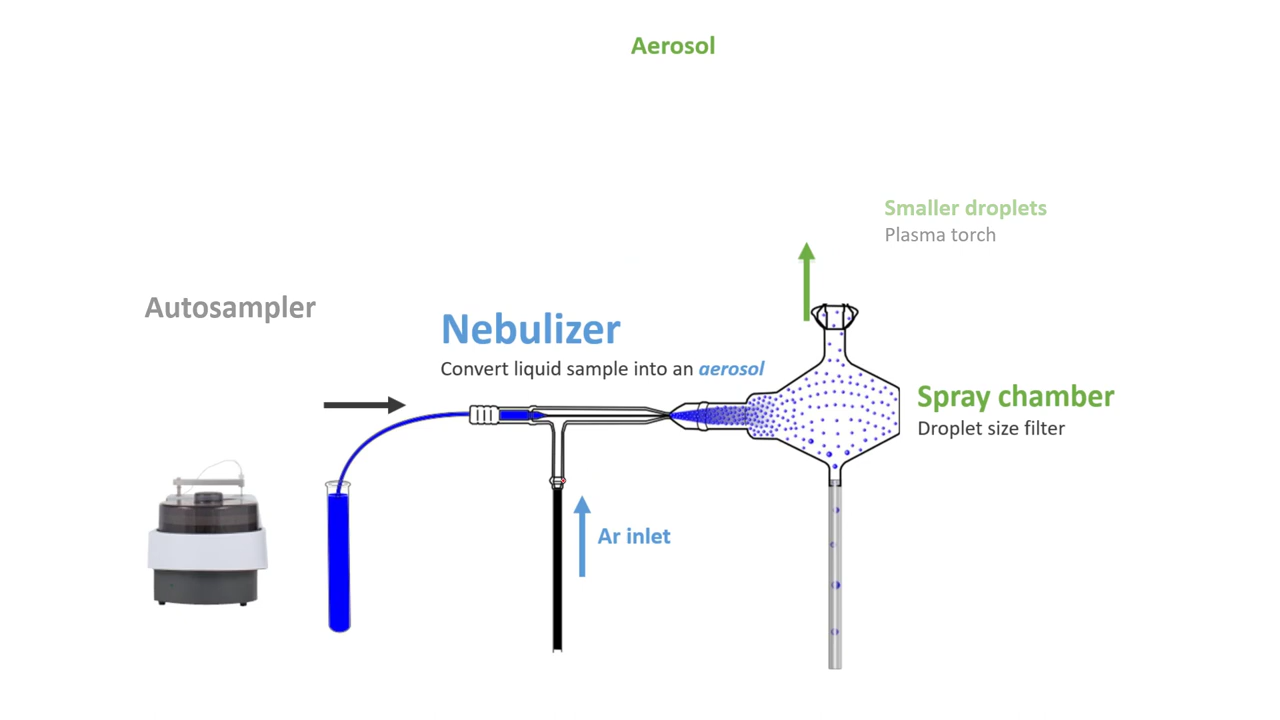 Aerosol
Smaller droplets
Plasma torch
Autosampler
Nebulizer
Convert liquid sample into an aerosol
Spray chamber
Droplet size filter
Ar inlet